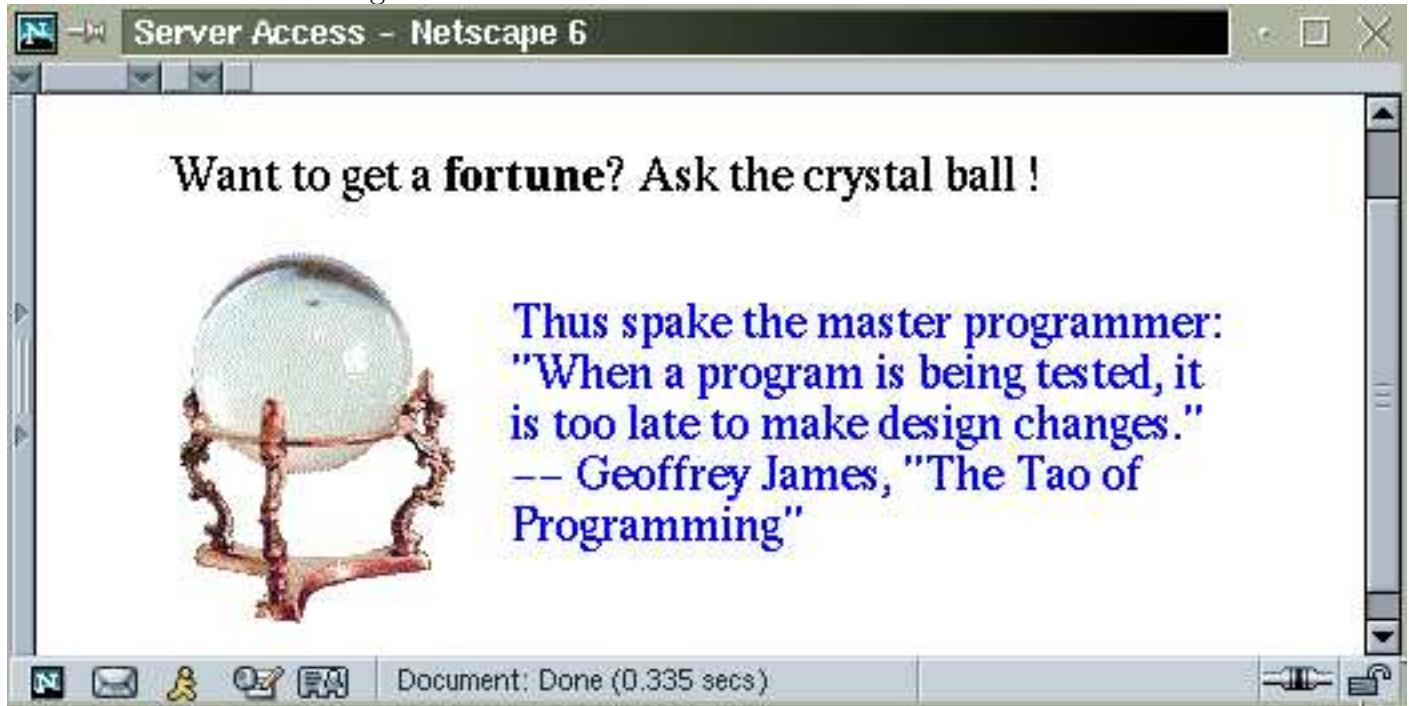 Server Access - Netscape 6
Want to get a fortune? Ask the crystal ball !
Thus spake the master programmer:
"When a program is being tested, it
is too late to make design changes."
-- Geoffrey James, "The Tao of
Programming"
Document: Done (0.335 secs)